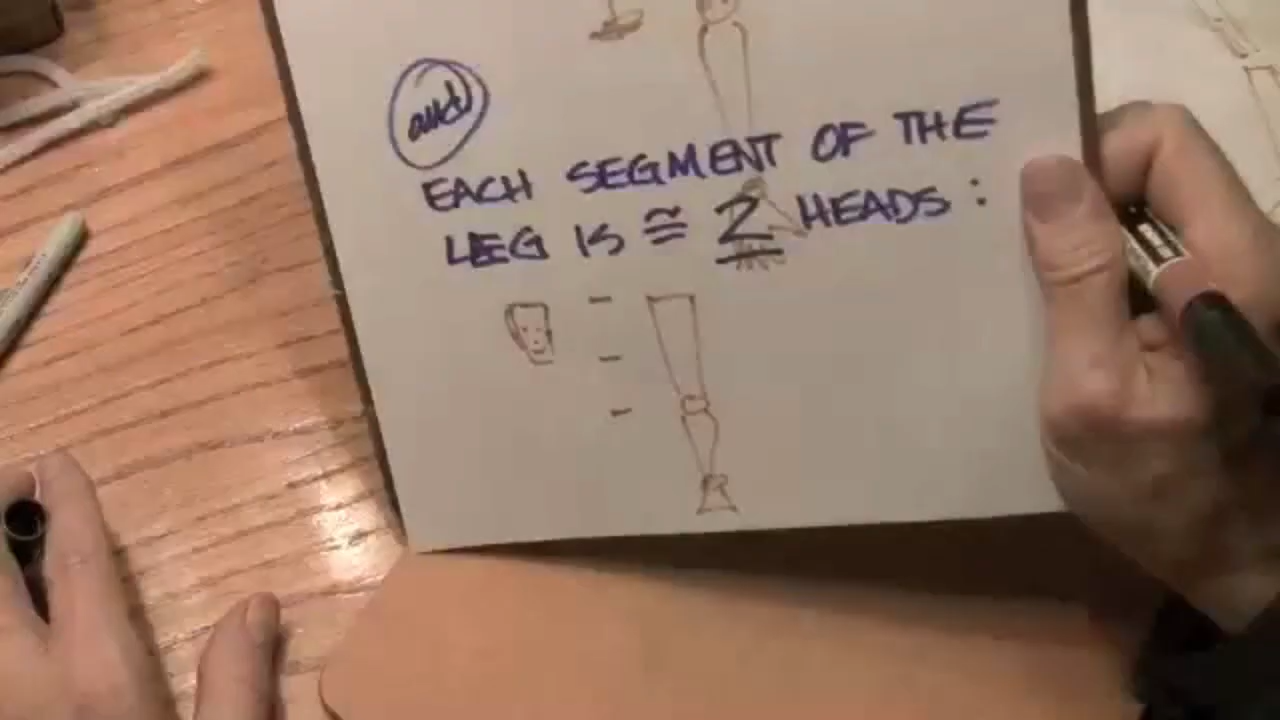 and
EACH SEGMENT OF THE
LEG IS ≅ 2 HEADS: